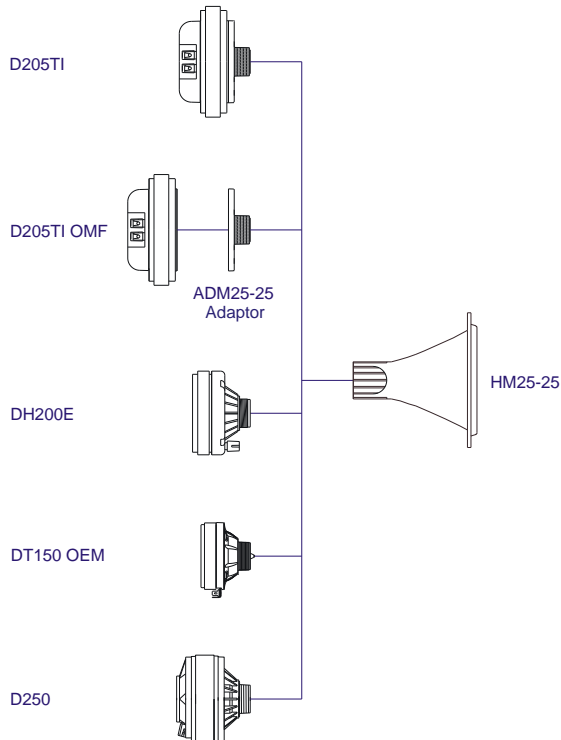 D205TI
D205TI OMF
ADM25-25
Adaptor
HM25-25
DH200E
DT150 OEM
D250